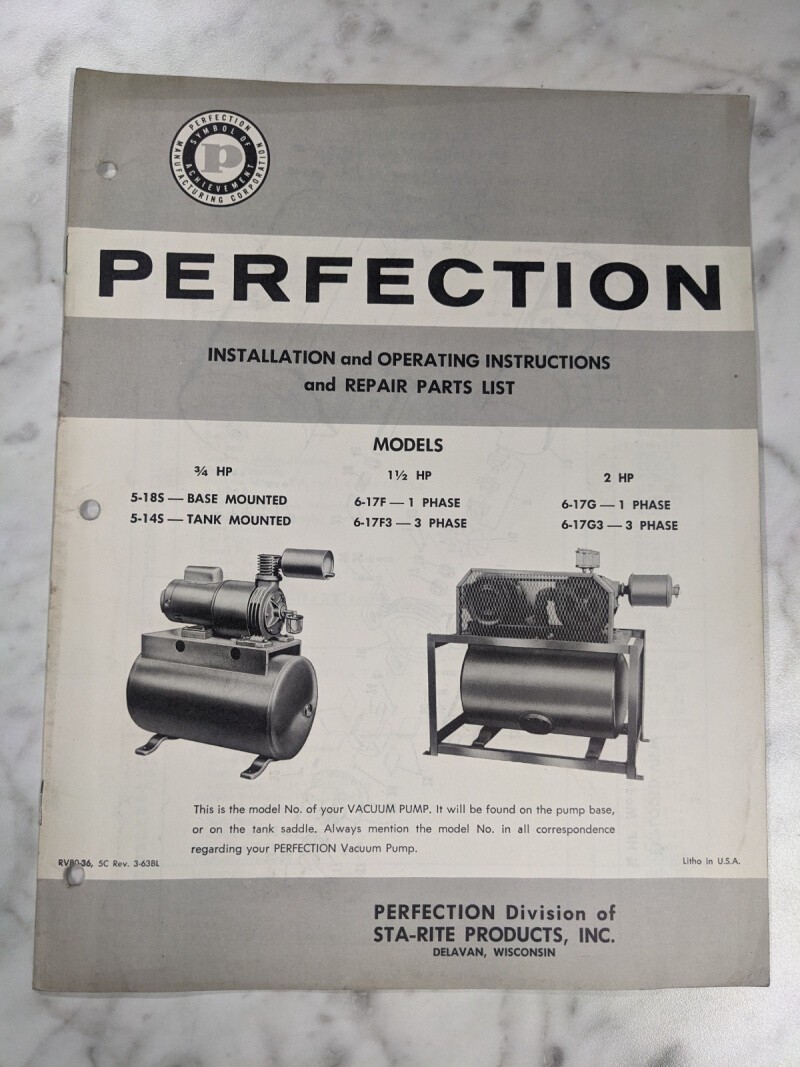 PERFECTION
MANUFACTURING CORPORATION
SYMBOL OF
ACHIEVEMENT
P
PERFECTION
INSTALLATION and OPERATING INSTRUCTIONS
and REPAIR PARTS LIST
MODELS
¾ HP
5-18S — BASE MOUNTED
5-14S — TANK MOUNTED
1½ HP
6-17F — 1 PHASE
6-17F3 — 3 PHASE
2 HP
6-17G — 1 PHASE
6-17G3 — 3 PHASE
This is the model No. of your VACUUM PUMP. It will be found on the pump base,
or on the tank saddle. Always mention the model No. in all correspondence
regarding your PERFECTION Vacuum Pump.
5C Rev. 3-63BL
Litho in U.S.A.
PERFECTION Division of
STA-RITE PRODUCTS, INC.
DELAVAN, WISCONSIN